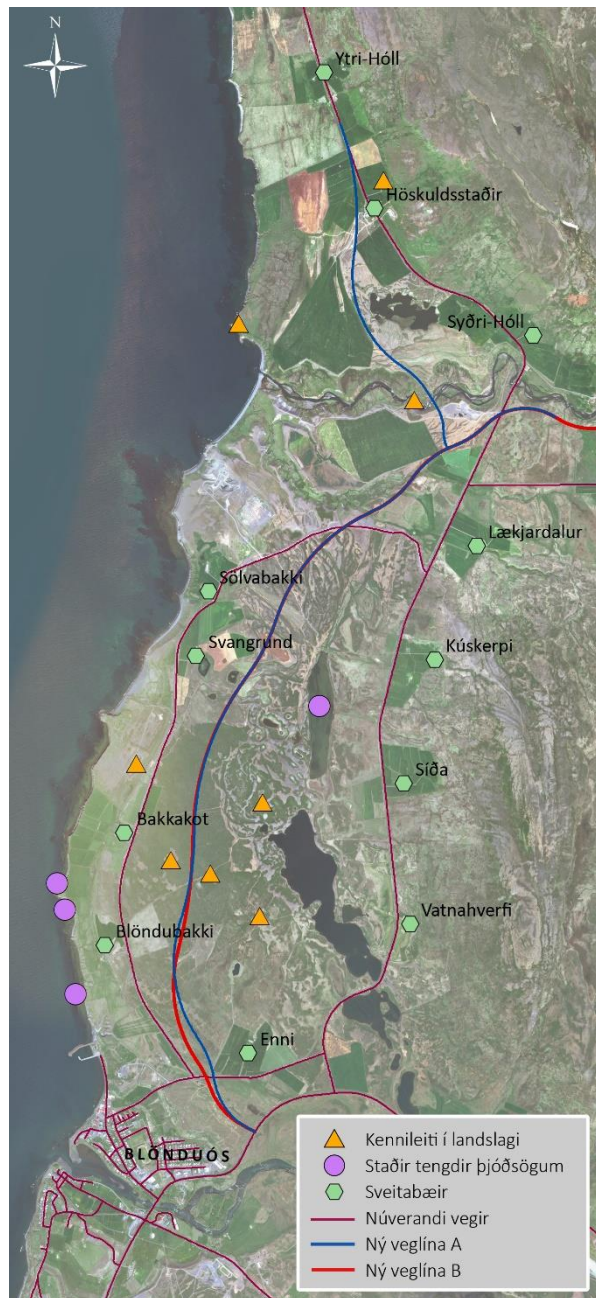 N
Ytri-Hóll
Höskuldsstaðir
Syðri-Hóll
Lækjardalur
Sölvabakki
Svangrund
Kúskerpi
Síða
Bakkakot
Vatnahverfi
Blöndubakki
Enni
BLÖNDUÓS
Kennileiti í landslagi
Staðir tengdir þjóðsögum
Sveitabæir
Núverandi vegir
Ný veglína A
Ný veglína B